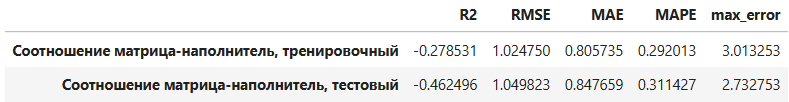 R2 RMSE MAE MAPE max_error
Соотношение матрица-наполнитель, тренировочный -0.278531 1.024750 0.805735 0.292013 3.013253
Соотношение матрица-наполнитель, тестовый -0.462496 1.049823 0.847659 0.311427 2.732753